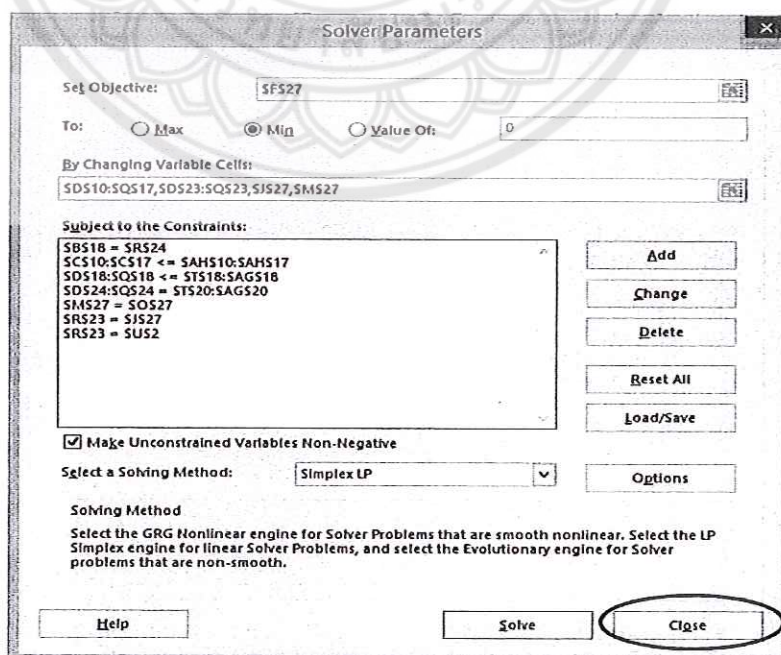 Solver Parameters
Set Objective: $F$27
To: Max Min Value Of: 0
By Changing Variable Cells:
$D$10:$Q$17,$D$23:$Q$23,$J$27,$M$27
Subject to the Constraints:
$B$18 = $R$24
$C$10:$C$17 <= $AH$10:$AH$17
$D$18:$Q$18 <= $T$18:$AG$18
$D$24:$Q$24 = $T$20:$AG$20
$M$27 = $O$27
$R$23 = $J$27
$R$23 = $U$2
Add
Change
Delete
Reset All
Load/Save
Make Unconstrained Variables Non-Negative
Select a Solving Method: Simplex LP Options
Solving Method
Select the GRG Nonlinear engine for Solver Problems that are smooth nonlinear. Select the LP
Simplex engine for linear Solver Problems, and select the Evolutionary engine for Solver
problems that are non-smooth.
Help Solve Close